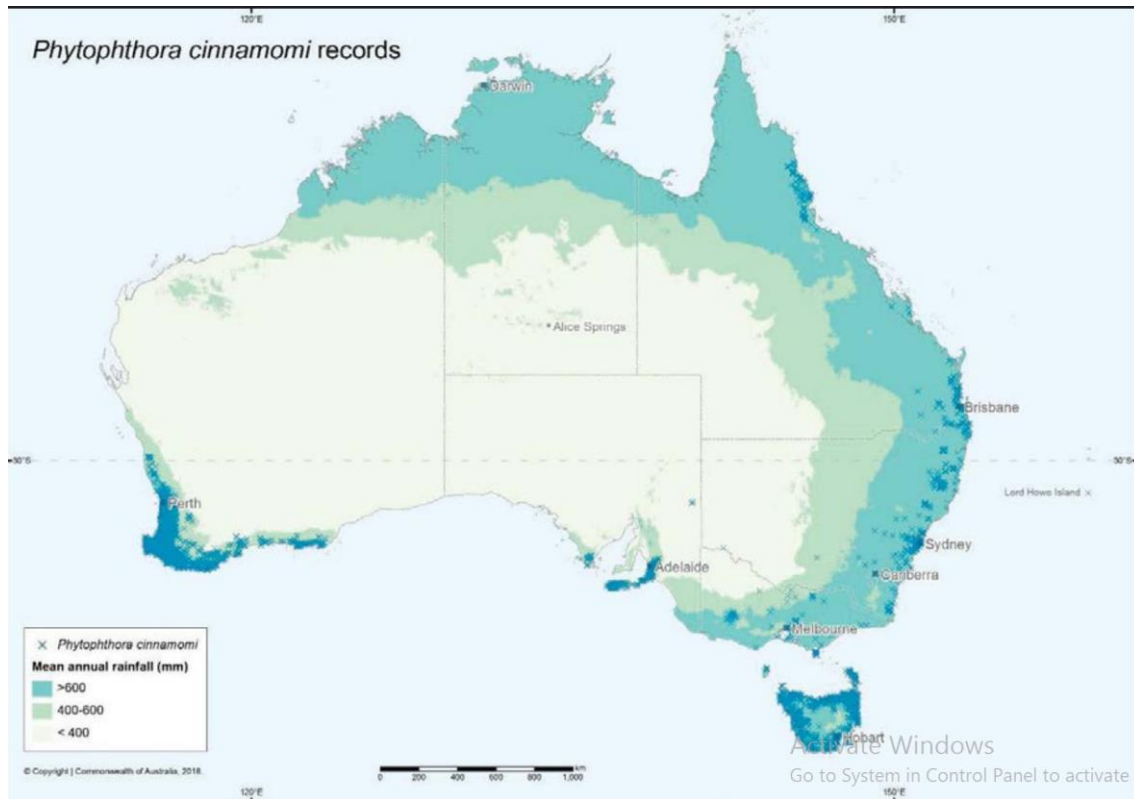 120°E
150°E
Phytophthora cinnamomi records
Darwin
Alice Springs
Brisbane
30°S
30°S
Lord Howe Island
Perth
Sydney
Adelaide
Canberra
Melbourne
Phytophthora cinnamomi
Mean annual rainfall (mm)
>600
400-600
< 400
Hobart
Activate Windows
Go to System in Control Panel to activate
© Copyright | Commonwealth of Australia, 2018.
km
0 200 400 600 800 1,000
120°E
150°E